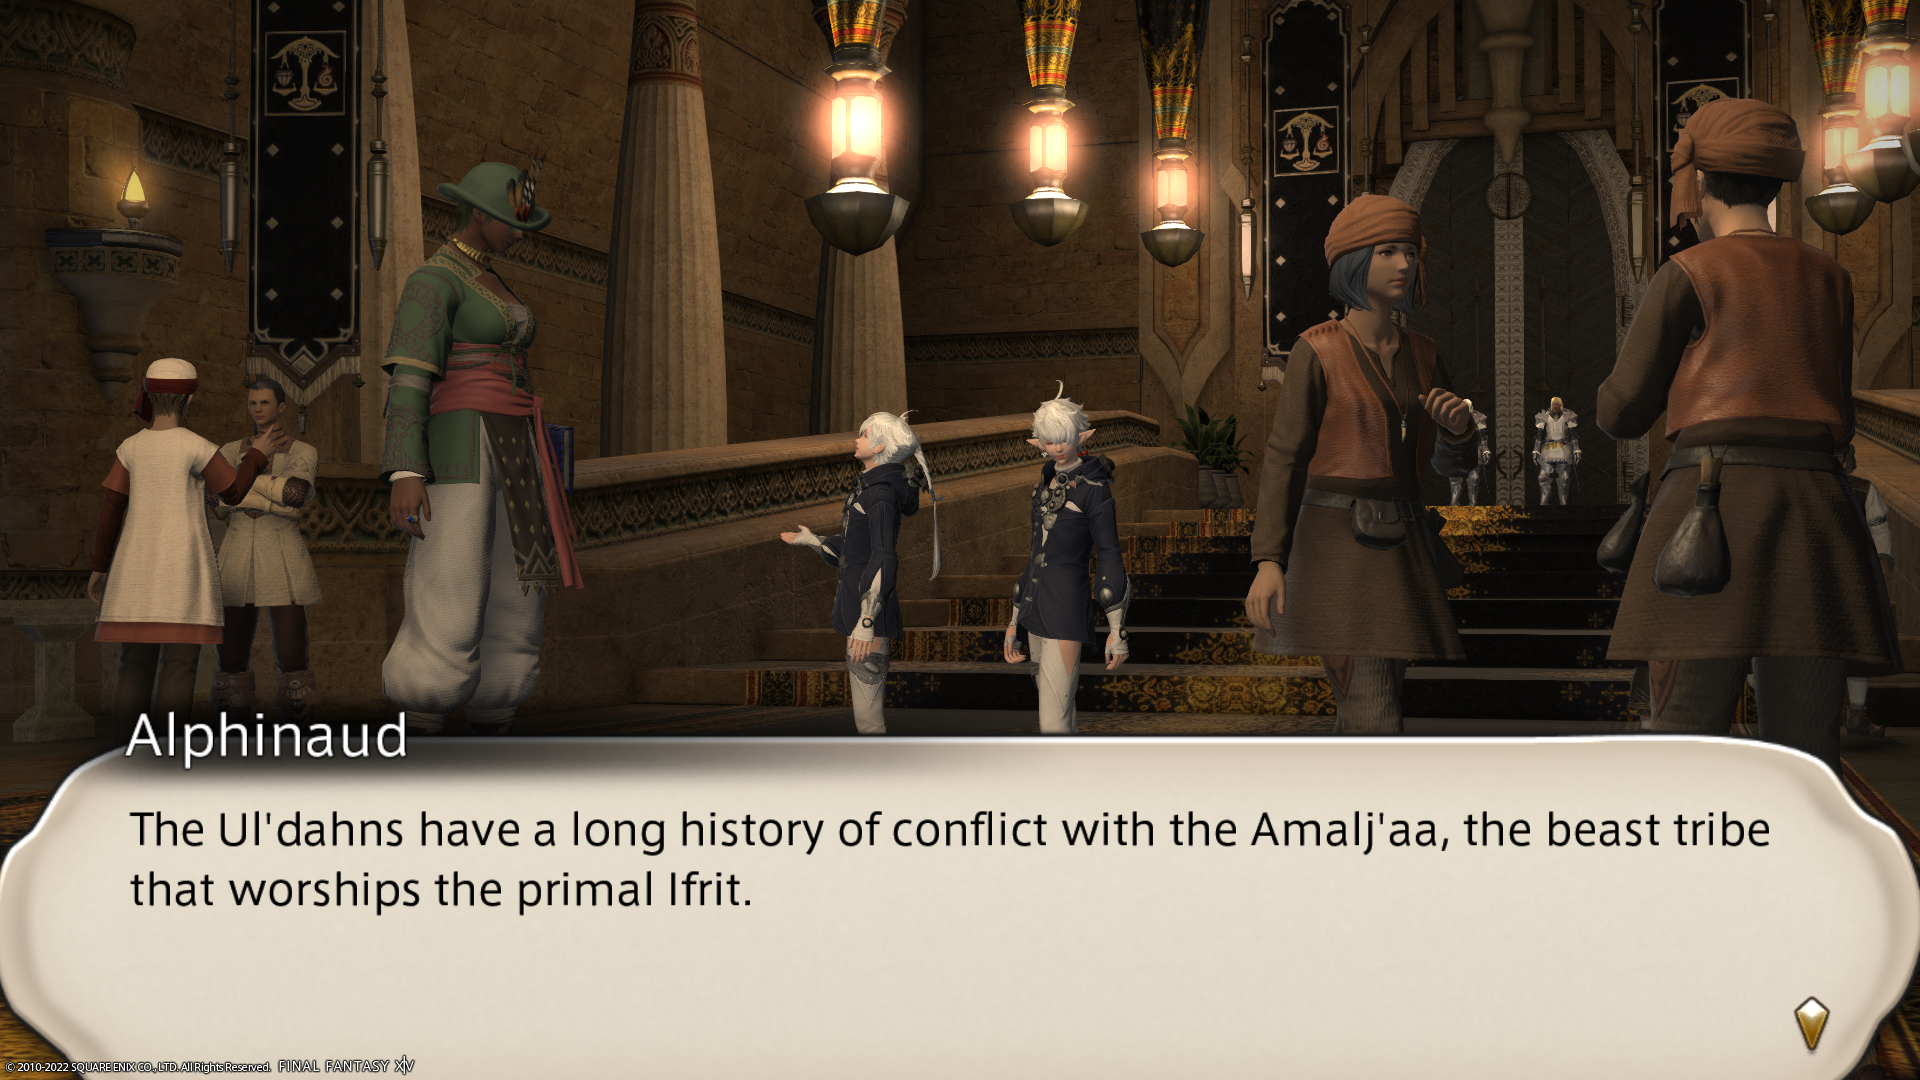 Alphinaud
The Ul'dahns have a long history of conflict with the Amalj'aa, the beast tribe
that worships the primal Ifrit.
© 2010-2022 SQUARE ENIX CO., LTD. All Rights Reserved. FINAL FANTASY XIV